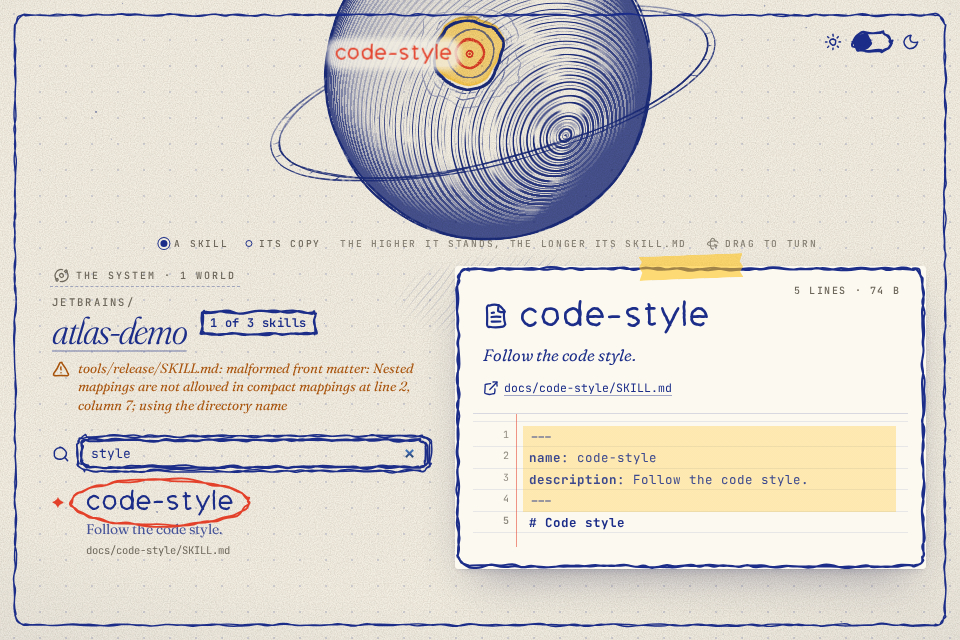 code-style
A SKILL ITS COPY THE HIGHER IT STANDS, THE LONGER ITS SKILL.MD DRAG TO TURN
THE SYSTEM · 1 WORLD
JETBRAINS/
atlas-demo
1 of 3 skills
tools/release/SKILL.md: malformed front matter: Nested
mappings are not allowed in compact mappings at line 2,
column 7; using the directory name
style
code-style
Follow the code style.
docs/code-style/SKILL.md
5 LINES · 74 B
code-style
Follow the code style.
docs/code-style/SKILL.md
1 ---
2 name: code-style
3 description: Follow the code style.
4 ---
5 # Code style